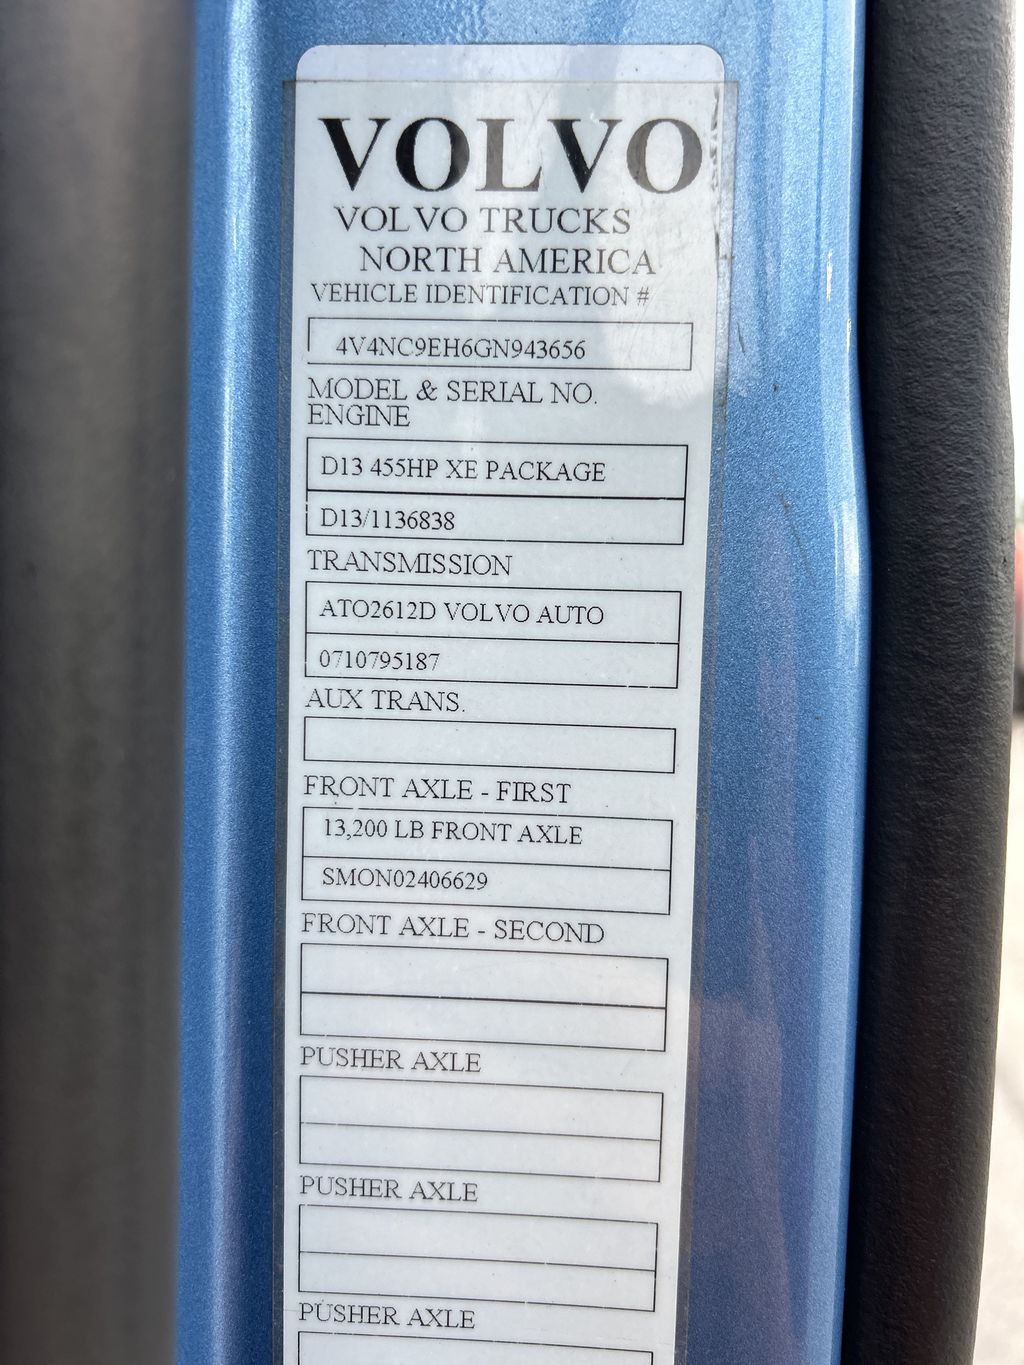 VOLVO
VOLVO TRUCKS
NORTH AMERICA
VEHICLE IDENTIFICATION #
4V4NC9EH6GN943656
MODEL & SERIAL NO.
ENGINE
D13 455HP XE PACKAGE
D13/1136838
TRANSMISSION
ATO2612D VOLVO AUTO
0710795187
AUX TRANS.
FRONT AXLE - FIRST
13,200 LB FRONT AXLE
SMON02406629
FRONT AXLE - SECOND
PUSHER AXLE
PUSHER AXLE
PUSHER AXLE